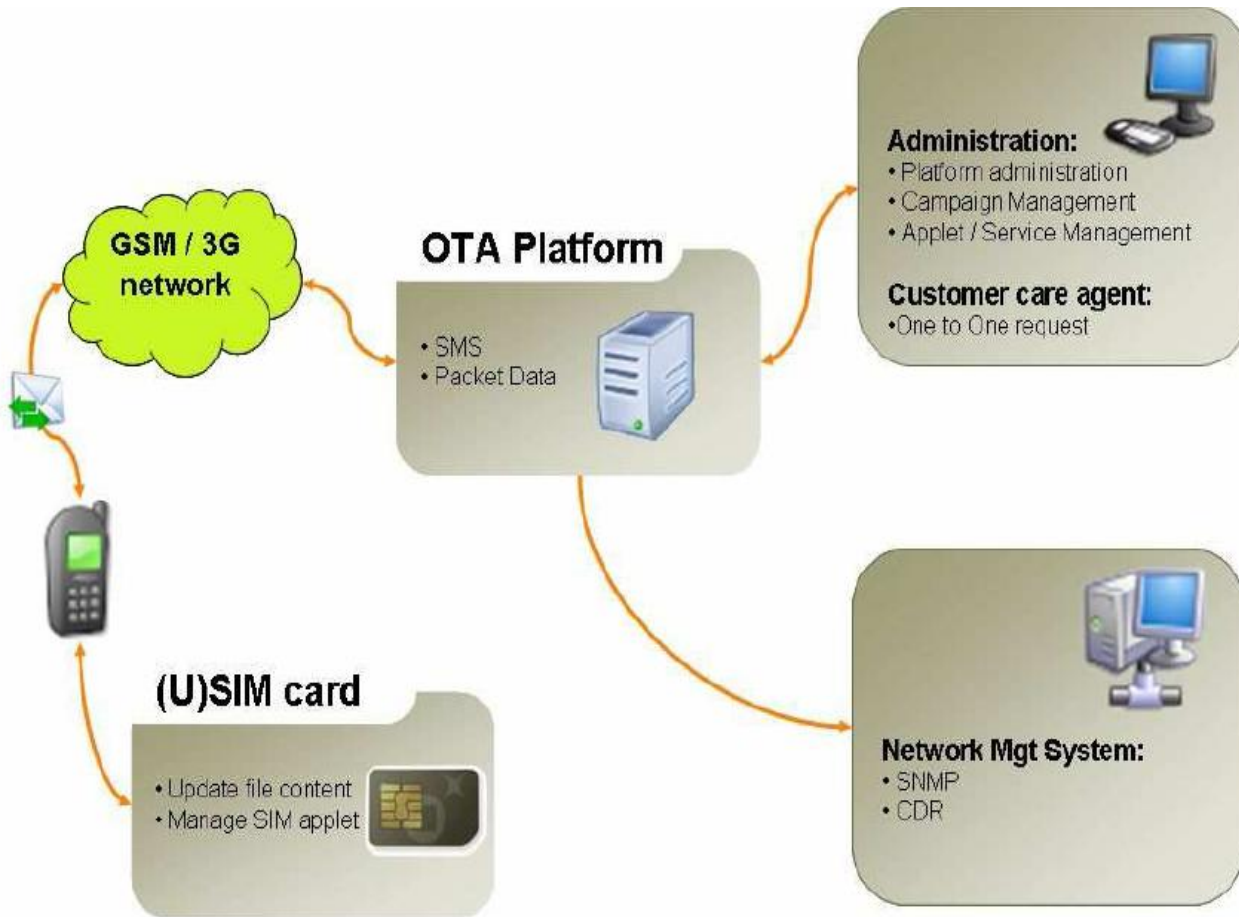 Administration:
• Platform administration
• Campaign Management
• Applet / Service Management
Customer care agent:
•One to One request
GSM / 3G
network
OTA Platform
• SMS
• Packet Data
(U)SIM card
• Update file content
• Manage SIM applet
Network Mgt System:
• SNMP
• CDR